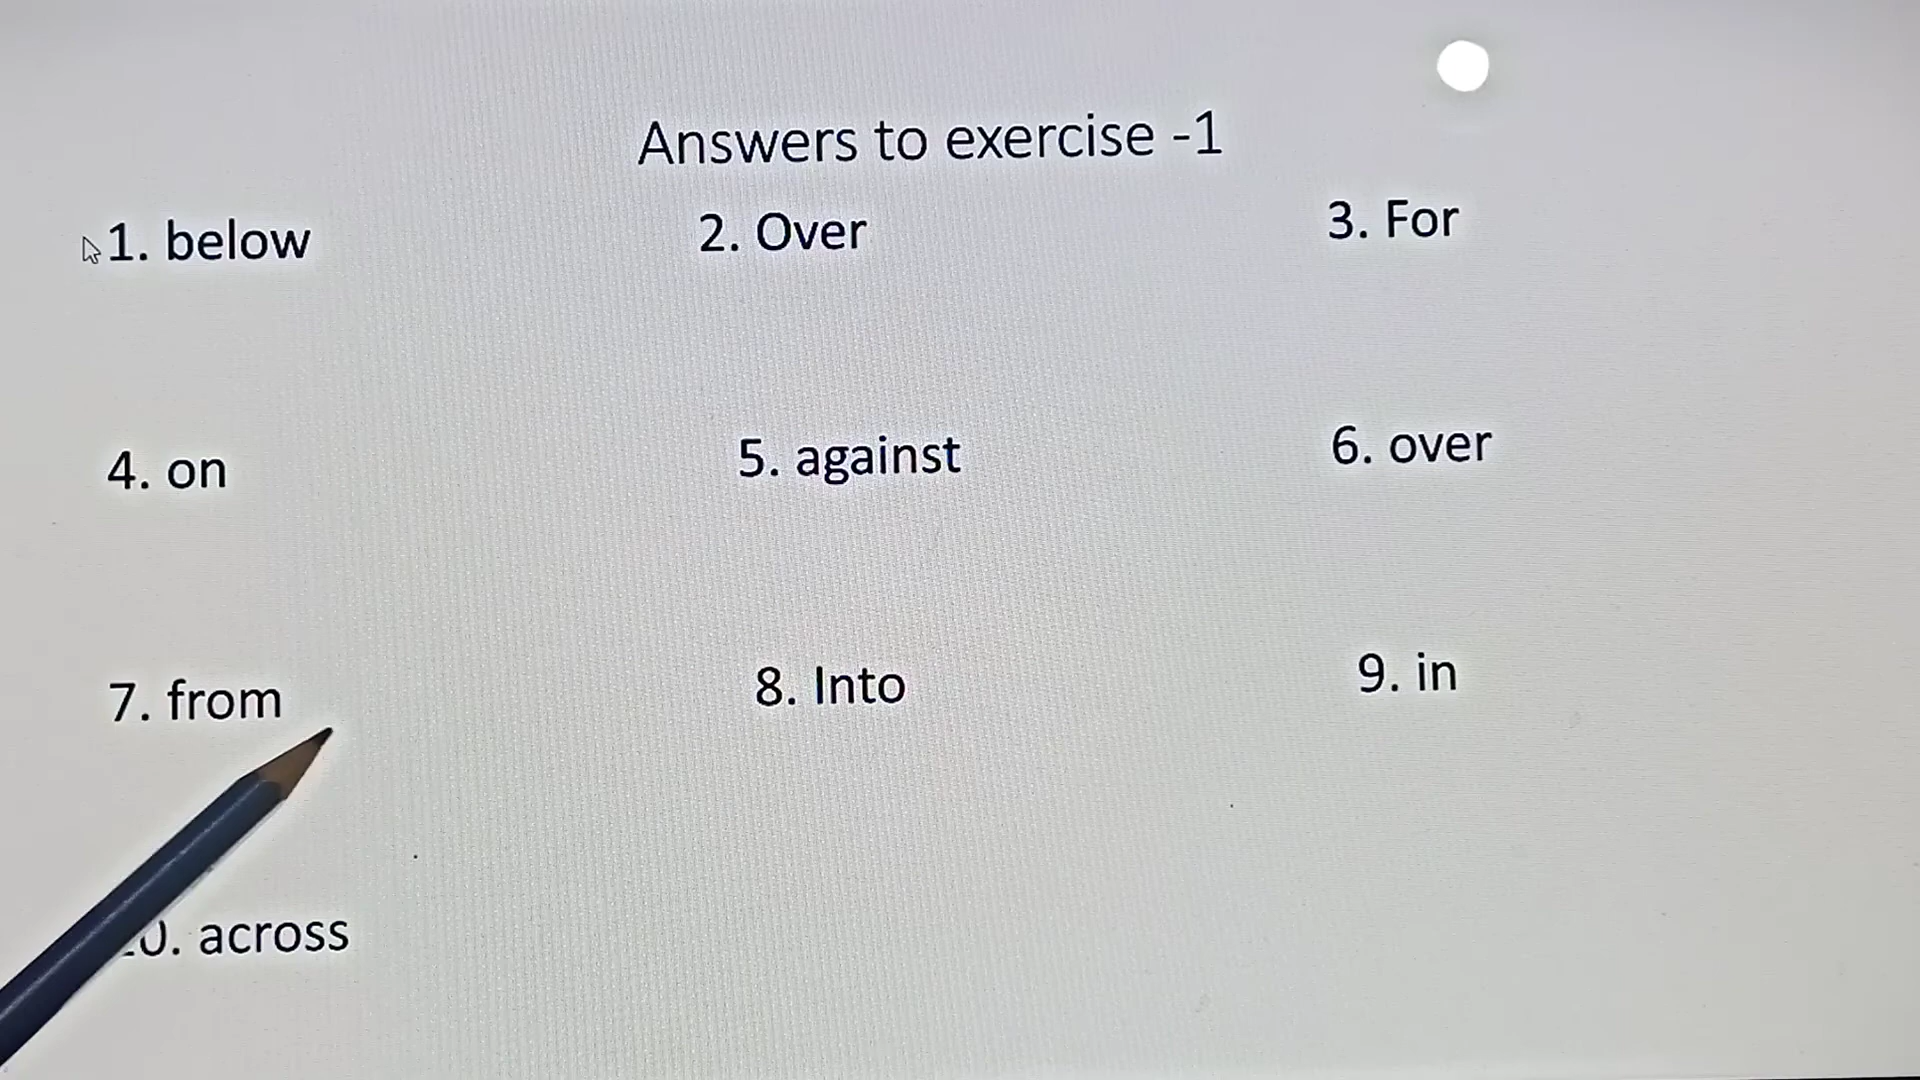 Answers to exercise -1
1. below 2. Over 3. For
4. on 5. against 6. over
7. from 8. Into 9. in
10. across